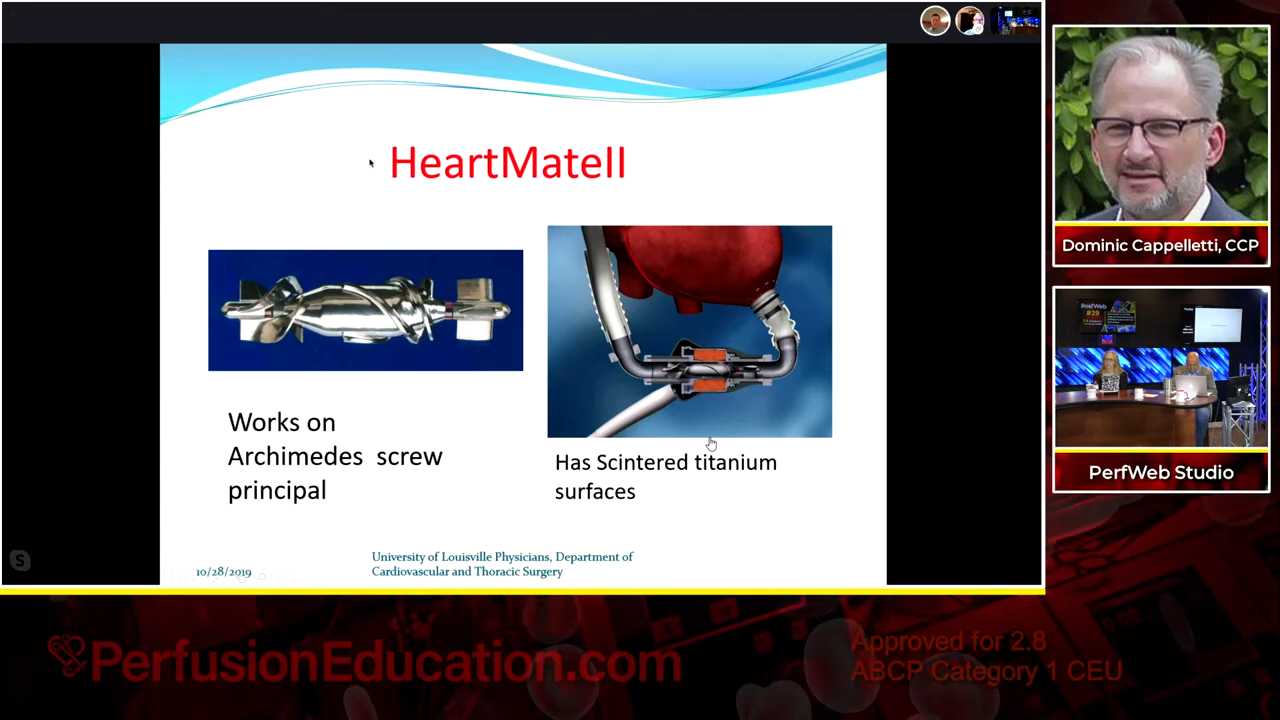 HeartMateII
Works on
Archimedes screw
principal
Has Scintered titanium
surfaces
10/28/2019
University of Louisville Physicians, Department of
Cardiovascular and Thoracic Surgery
S
Dominic Cappelletti, CCP
PerfWeb
#29
PerfWeb Studio
PerfusionEducation.com
Approved for 2.8
ABCP Category 1 CEU